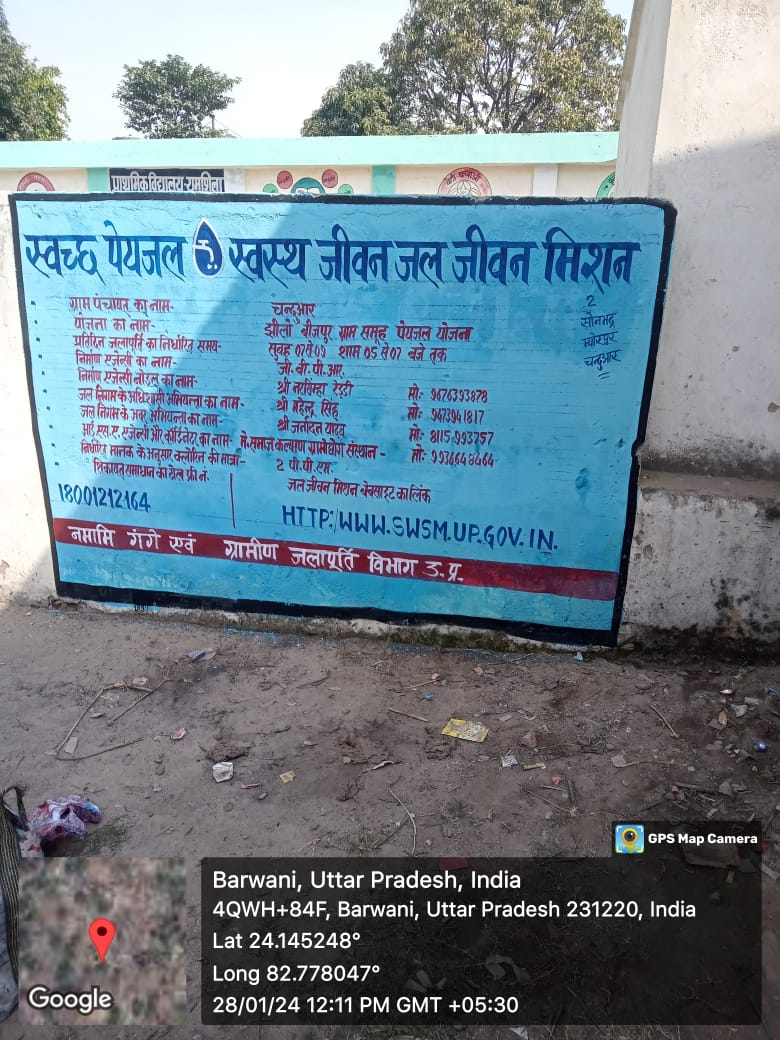 प्राथमिक विद्यालय-रामशिला
स्वच्छ पेयजल स्वस्थ जीवन जल जीवन मिशन
2
सोनभद्र
म्योरपुर
चन्दुआर
ग्राम पंचायत का नाम- चन्दुआर
योजना का नाम- झीलो बीजपुर ग्राम समूह पेयजल योजना
प्रतिदिन जलापूर्ति का निर्धारित समय- सुबह 07 से 09 शाम 05 से 07 बजे तक
निर्माण एजेन्सी का नाम- जी.वी.पी.आर.
निर्माण एजेन्सी नोडल का नाम- श्री नरसिम्हा रेड्डी मो:- 9676393878
जल निगम के अधिशासी अभियन्ता का नाम- श्री महेन्द्र सिंह मो:- 9473941817
जल निगम के अवर अभियन्ता का नाम- श्री जर्नादन यादव मो:- 8115993757
आई.एस.ए. एजेन्सी और कॉर्डिनेटर का नाम- मे. समाज कल्याण ग्रामोद्योग संस्थान - मो:-
निर्धारित मानक के अनुसार क्लोरिन की मात्रा- 2 पी.पी.एम.
शिकायत समाधान का टोल फ्री नं. जल जीवन मिशन वेबसाइट का लिंक
18001212164 HTTP:/WWW.SWSM.UP.GOV.IN.
नमामि गंगे एवं ग्रामीण जलापूर्ति विभाग उ.प्र.
GPS Map Camera
Barwani, Uttar Pradesh, India
4QWH+84F, Barwani, Uttar Pradesh 231220, India
Lat 24.145248°
Long 82.778047°
28/01/24 12:11 PM GMT +05:30
Google